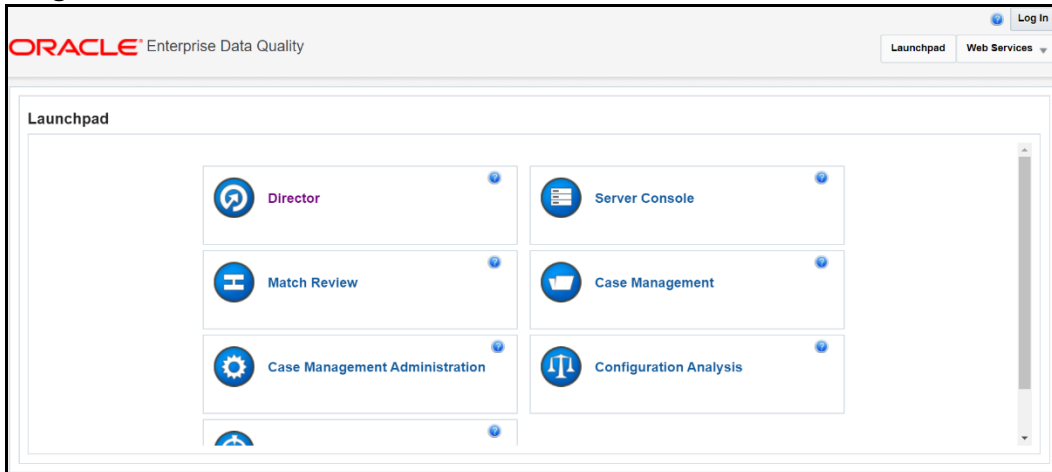 Log In
ORACLE Enterprise Data Quality
Launchpad Web Services
Launchpad
Director
Server Console
Match Review
Case Management
Case Management Administration
Configuration Analysis